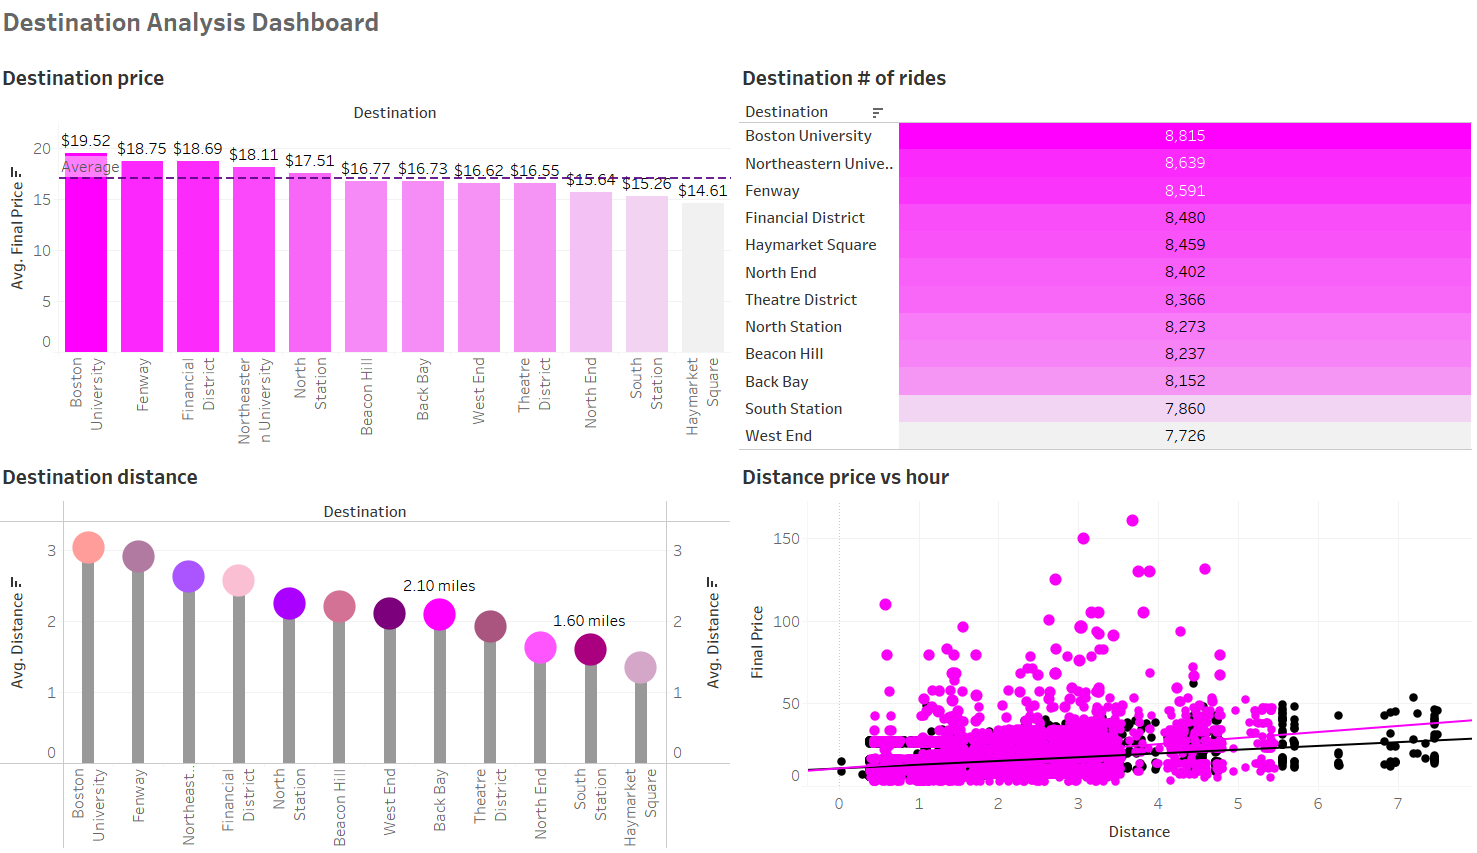 Destination Analysis Dashboard
Destination price
Destination
Avg. Final Price
20
15
10
5
0
$19.52
$18.75
$18.69
$18.11
$17.51
$16.77
$16.73
$16.62
$16.55
$15.64
$15.26
$14.61
Average
Boston
University
Fenway
Financial
District
Northeaster
n University
North
Station
Beacon Hill
Back Bay
West End
Theatre
District
North End
South
Station
Haymarket
Square
Destination # of rides
Destination
Boston University 8,815
Northeastern Unive.. 8,639
Fenway 8,591
Financial District 8,480
Haymarket Square 8,459
North End 8,402
Theatre District 8,366
North Station 8,273
Beacon Hill 8,237
Back Bay 8,152
South Station 7,860
West End 7,726
Destination distance
Destination
Avg. Distance
3
2
1
0
2.10 miles
1.60 miles
3
2
1
0
Avg. Distance
Boston
University
Fenway
Northeast..
Financial
District
North
Station
Beacon Hill
West End
Back Bay
Theatre
District
North End
South
Station
Haymarket
Square
Distance price vs hour
Final Price
150
100
50
0
0 1 2 3 4 5 6 7
Distance